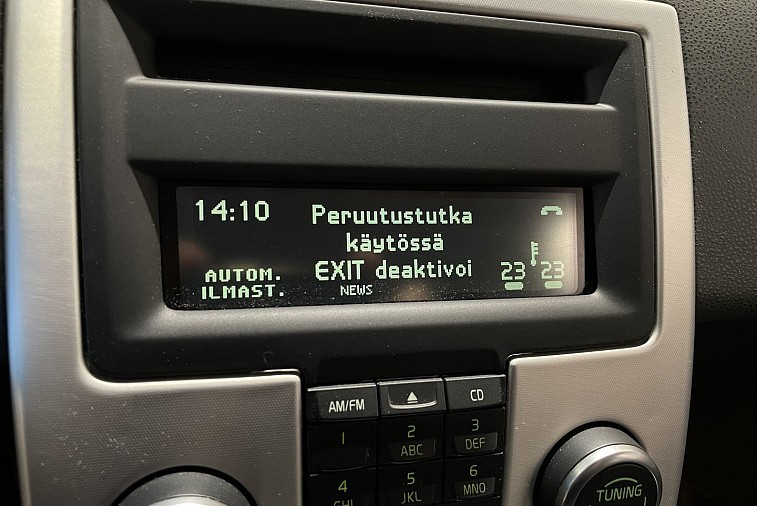 14:10
Peruutustutka
käytössä
EXIT deaktivoi
AUTOM.
ILMAST.
NEWS
23 23
AM/FM
CD
1
2
ABC
3
DEF
4
GHI
5
JKL
6
MNO
TUNING